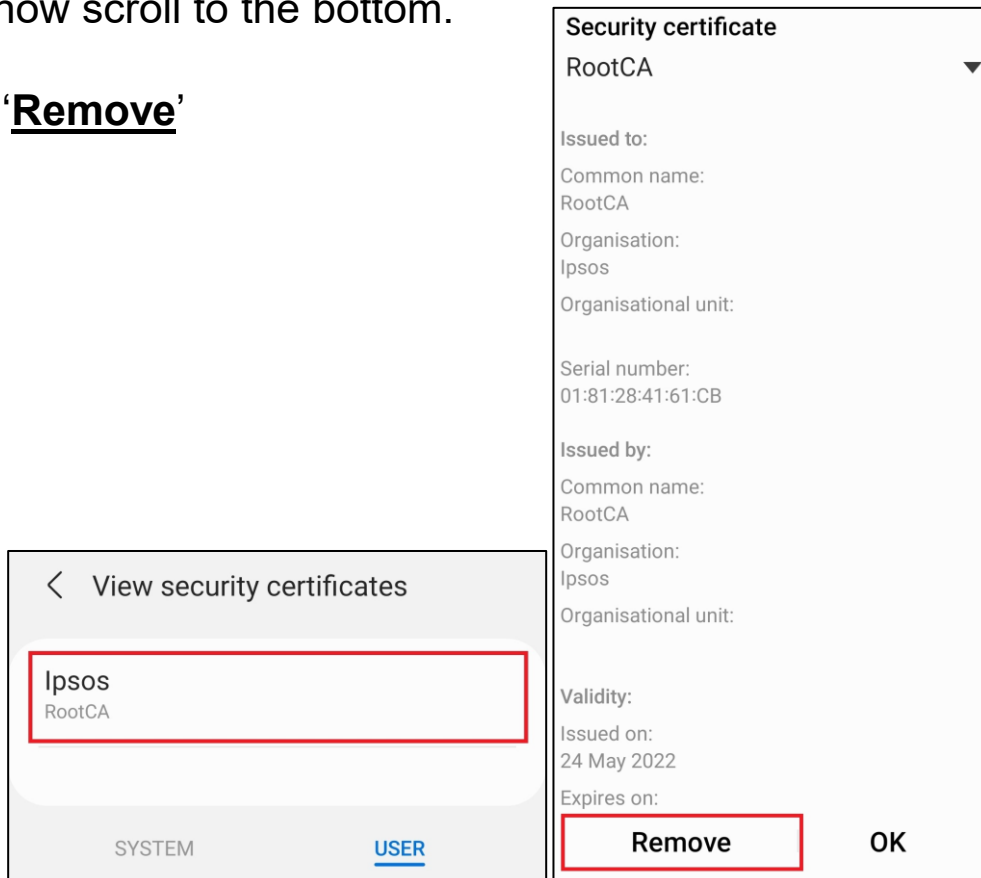 now scroll to the bottom.
‘Remove’
View security certificates
Ipsos
RootCA
SYSTEM
USER
Security certificate
RootCA
Issued to:
Common name:
RootCA
Organisation:
Ipsos
Organisational unit:
Serial number:
01:81:28:41:61:CB
Issued by:
Common name:
RootCA
Organisation:
Ipsos
Organisational unit:
Validity:
Issued on:
24 May 2022
Expires on:
Remove
OK